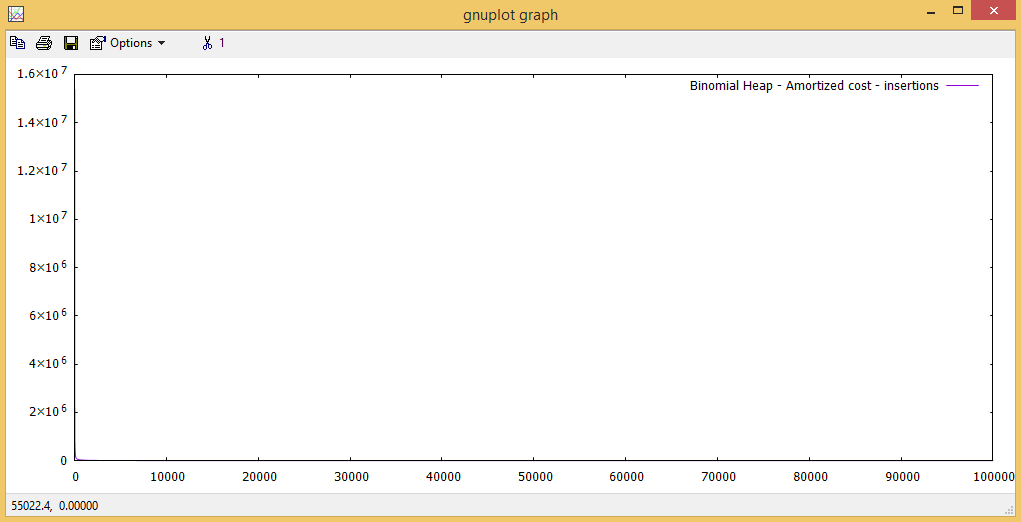 gnuplot graph
Options 1
1.6×10⁷
Binomial Heap - Amortized cost - insertions
1.4×10⁷
1.2×10⁷
1×10⁷
8×10⁶
6×10⁶
4×10⁶
2×10⁶
0
0 10000 20000 30000 40000 50000 60000 70000 80000 90000 100000
55022.4, 0.00000